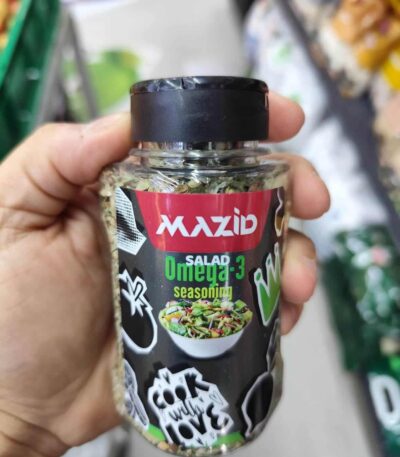 MAZID
SALAD
Omega-3
seasoning
COOK
with
LOVE